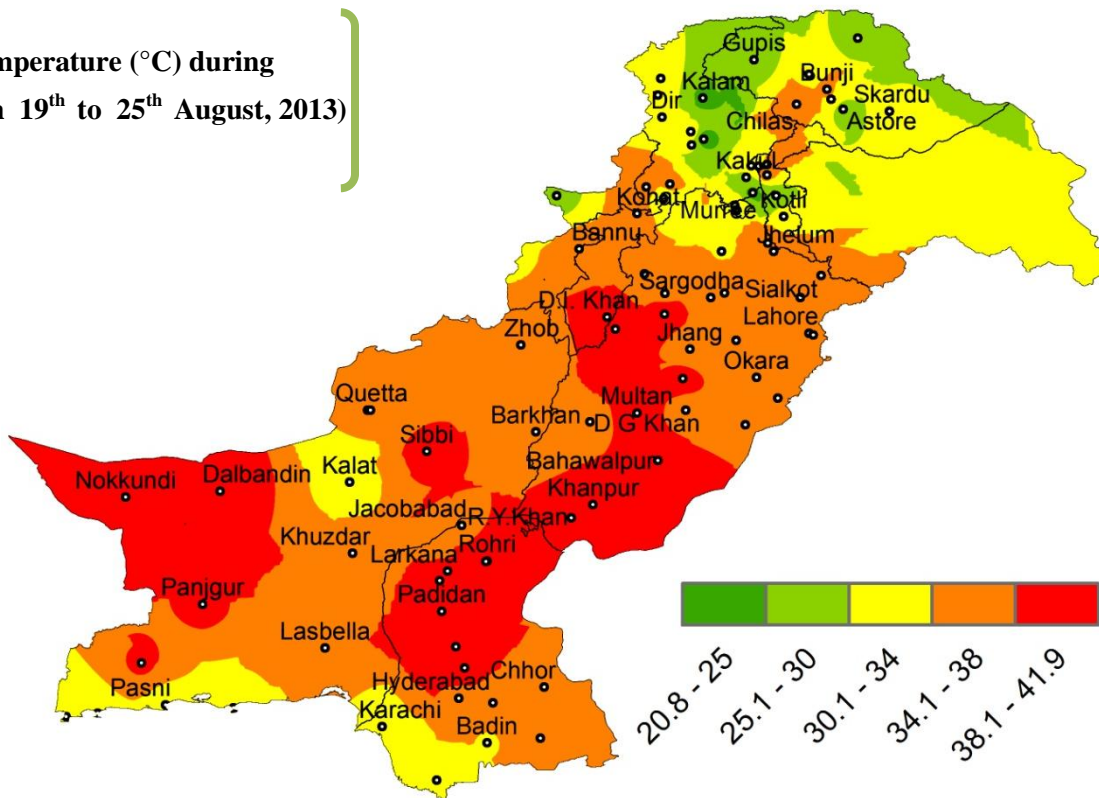 mperature (°C) during
19th to 25th August, 2013)
Gupis
Bunji
Kalam
Skardu
Dir
Astore
Chilas
Kakul
Kohat
Murree
Kotli
Bannu
Jhelum
Sargodha
Sialkot
D.I. Khan
Lahore
Zhob
Jhang
Okara
Quetta
Multan
Barkhan
D G Khan
Sibbi
Bahawalpur
Nokkundi
Dalbandin
Kalat
Khanpur
Jacobabad
R.Y.Khan
Khuzdar
Rohri
Larkana
Panjgur
Padidan
Lasbella
Chhor
Pasni
Hyderabad
Karachi
Badin
20.8 - 25
25.1 - 30
30.1 - 34
34.1 - 38
38.1 - 41.9